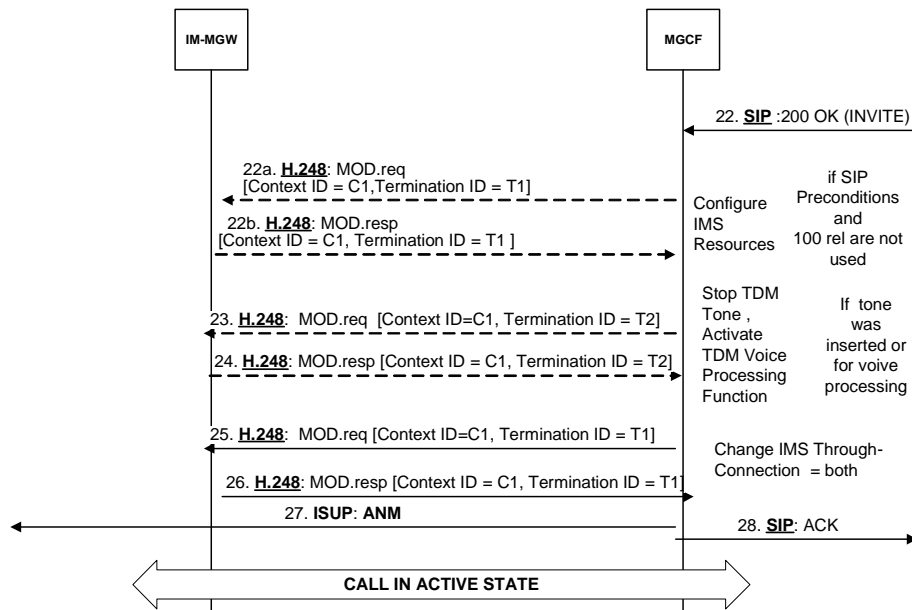 IM-MGW
MGCF
22. SIP :200 OK (INVITE)
22a. H.248: MOD.req
[Context ID = C1,Termination ID = T1]
22b. H.248: MOD.resp
[Context ID = C1, Termination ID = T1 ]
Configure
IMS
Resources
if SIP
Preconditions
and
100 rel are not
used
23. H.248: MOD.req [Context ID=C1, Termination ID = T2]
24. H.248: MOD.resp [Context ID = C1, Termination ID = T2]
Stop TDM
Tone ,
Activate
TDM Voice
Processing
Function
If tone
was
inserted or
for voive
processing
25. H.248: MOD.req [Context ID=C1, Termination ID = T1]
26. H.248: MOD.resp [Context ID = C1, Termination ID = T1]
Change IMS Through-
Connection = both
27. ISUP: ANM
28. SIP: ACK
CALL IN ACTIVE STATE